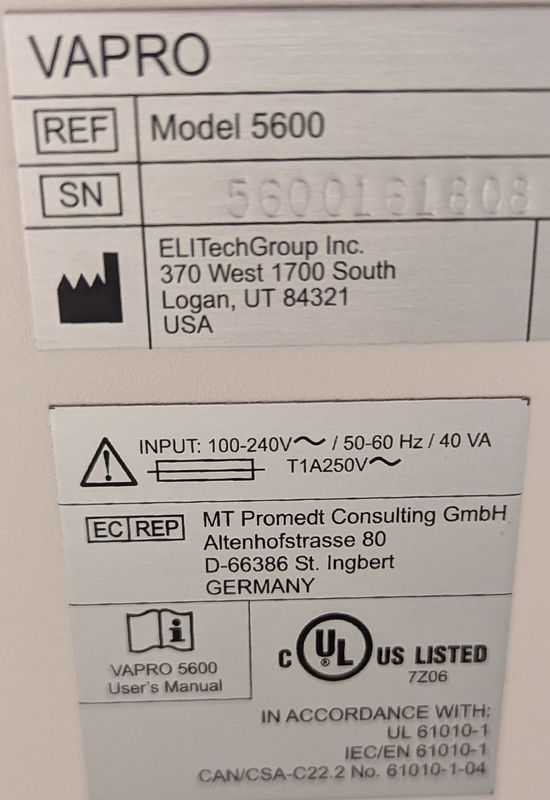 VAPRO
REF Model 5600
SN 5600161808
ELITechGroup Inc.
370 West 1700 South
Logan, UT 84321
USA
INPUT: 100-240V~ / 50-60 Hz / 40 VA
T1A250V~
EC REP MT Promedt Consulting GmbH
Altenhofstrasse 80
D-66386 St. Ingbert
GERMANY
VAPRO 5600
User's Manual
C UL® US LISTED
7Z06
IN ACCORDANCE WITH:
UL 61010-1
IEC/EN 61010-1
CAN/CSA-C22.2 No. 61010-1-04